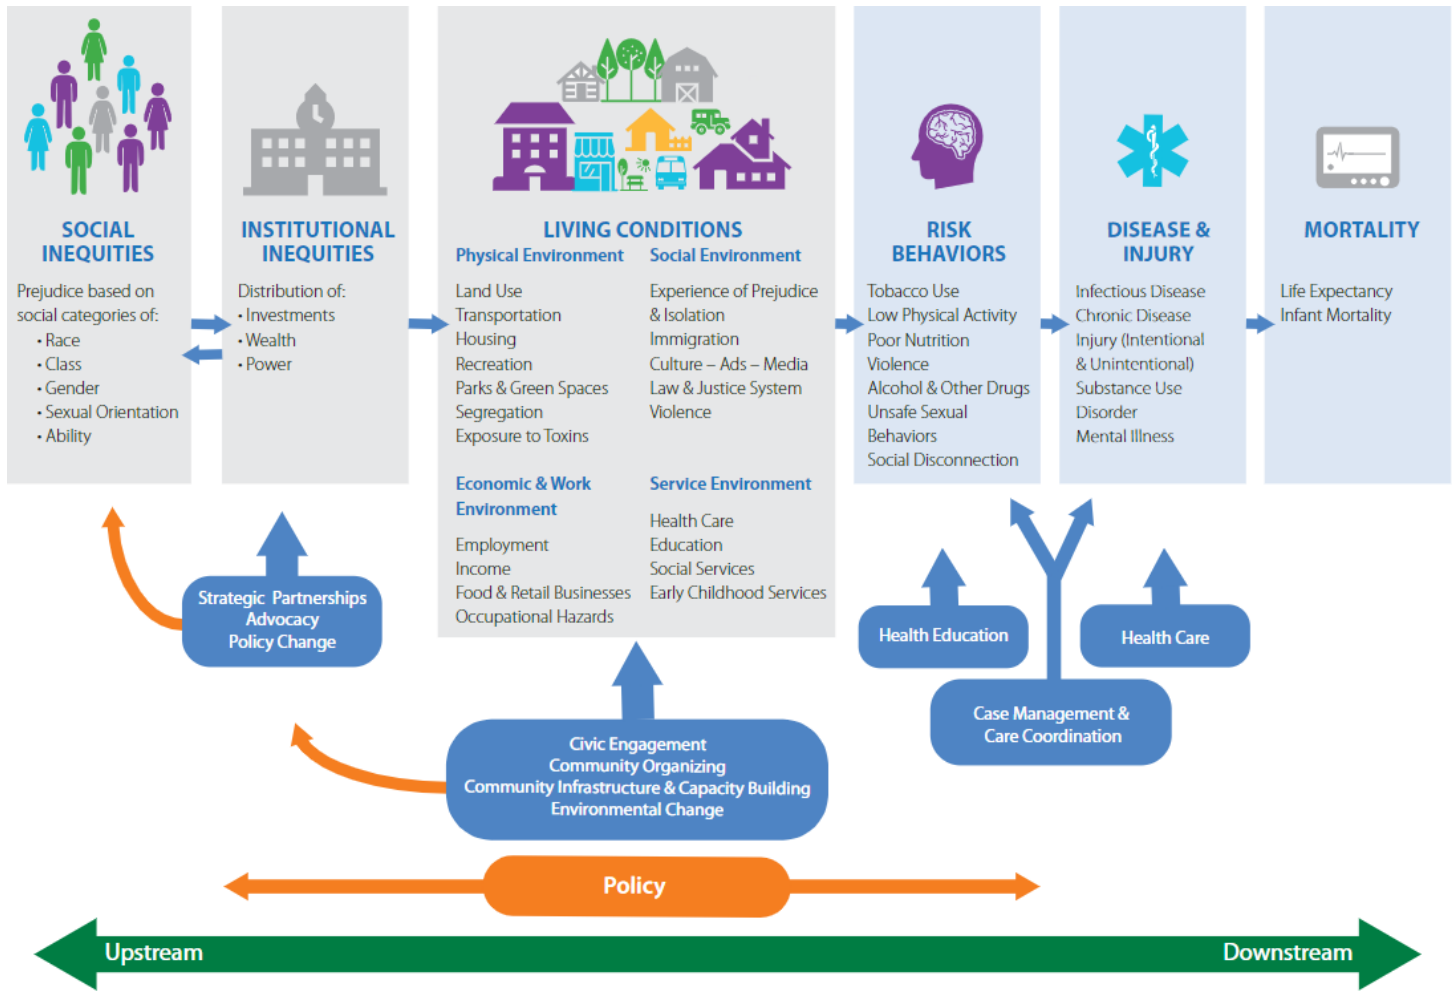 SOCIAL
INEQUITIES
Prejudice based on
social categories of:
• Race
• Class
• Gender
• Sexual Orientation
• Ability
INSTITUTIONAL
INEQUITIES
Distribution of:
• Investments
• Wealth
• Power
LIVING CONDITIONS
Physical Environment
Land Use
Transportation
Housing
Recreation
Parks & Green Spaces
Segregation
Exposure to Toxins
Social Environment
Experience of Prejudice
& Isolation
Immigration
Culture – Ads – Media
Law & Justice System
Violence
Economic & Work
Environment
Employment
Income
Food & Retail Businesses
Occupational Hazards
Service Environment
Health Care
Education
Social Services
Early Childhood Services
RISK
BEHAVIORS
Tobacco Use
Low Physical Activity
Poor Nutrition
Violence
Alcohol & Other Drugs
Unsafe Sexual
Behaviors
Social Disconnection
DISEASE &
INJURY
Infectious Disease
Chronic Disease
Injury (Intentional
& Unintentional)
Substance Use
Disorder
Mental Illness
MORTALITY
Life Expectancy
Infant Mortality
Strategic Partnerships
Advocacy
Policy Change
Civic Engagement
Community Organizing
Community Infrastructure & Capacity Building
Environmental Change
Health Education
Case Management &
Care Coordination
Health Care
Policy
Upstream
Downstream